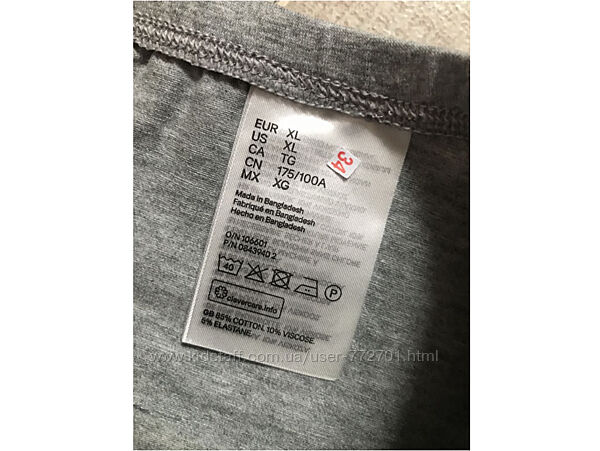 EUR XL
US XL
CA TG
CN 175/100A
MX XG
34
Made in Bangladesh
Fabriqué en Bangladesh
Hecho en Bangladesh
O/N 106601
P/N 0843940 2
40
P
clevercare.info
GB 85% COTTON, 10% VISCOSE
5% ELASTANE,
www.kidstaff.com.ua/user-772701.html